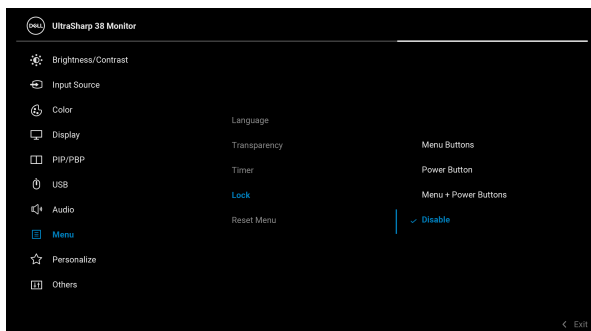 DELL UltraSharp 38 Monitor
Brightness/Contrast
Input Source
Color
Display
PIP/PBP
USB
Audio
Menu
Personalize
Others
Language
Transparency
Timer
Lock
Reset Menu
Menu Buttons
Power Button
Menu + Power Buttons
Disable
Exit